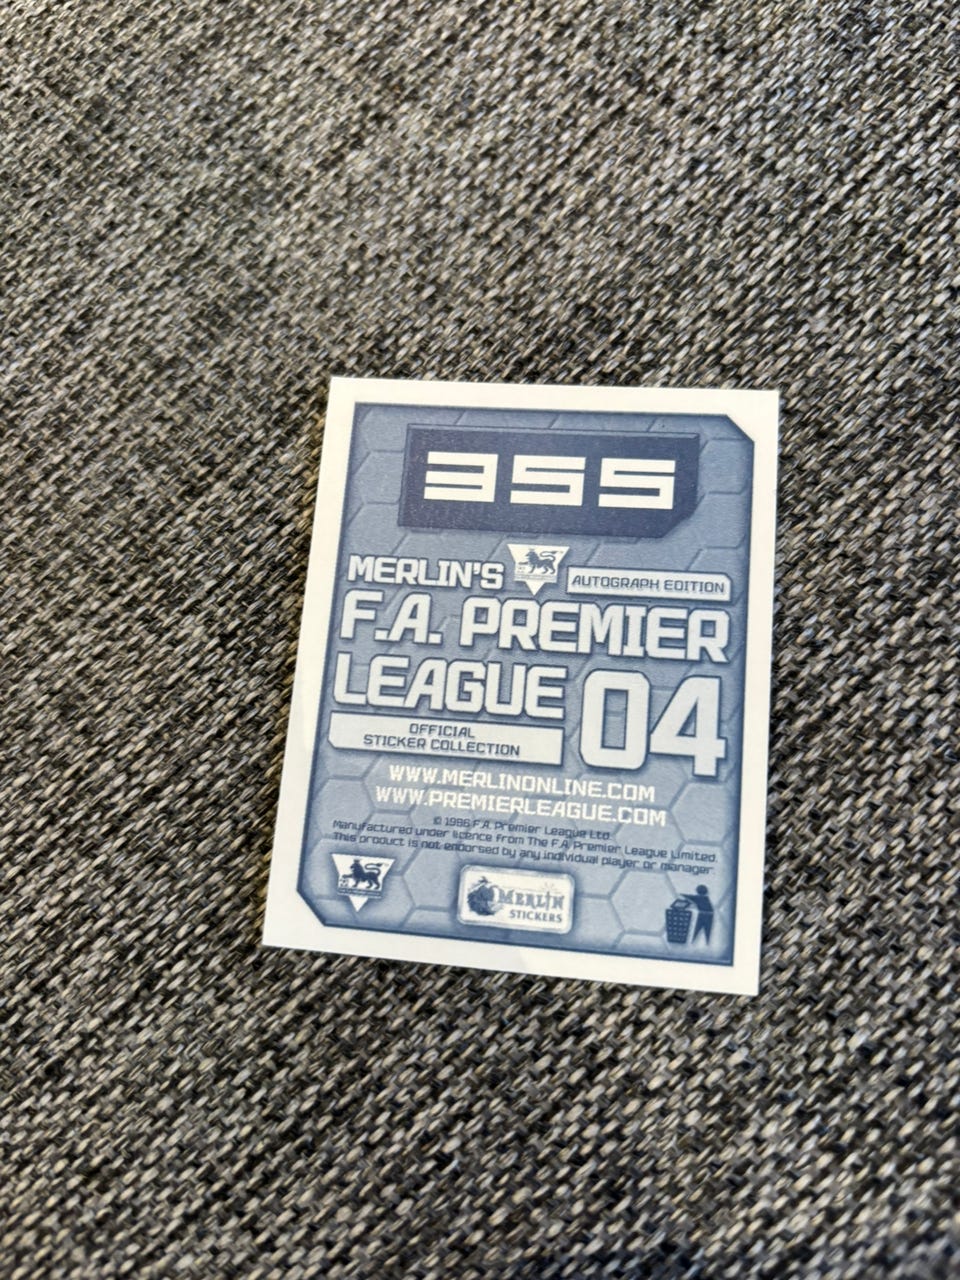 355
MERLIN'S
AUTOGRAPH EDITION
F.A. PREMIER
LEAGUE 04
OFFICIAL
STICKER COLLECTION
WWW.MERLINONLINE.COM
WWW.PREMIERLEAGUE.COM
© 1986 F.A. Premier League Ltd.
Manufactured under licence from The F.A. Premier League Limited.
This product is not endorsed by any individual player or manager.
MERLIN
STICKERS